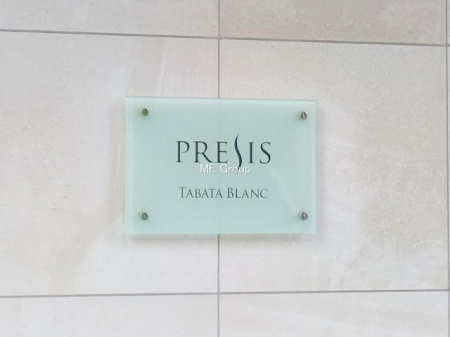 PRESIS
ME Group
TABATA BLANC